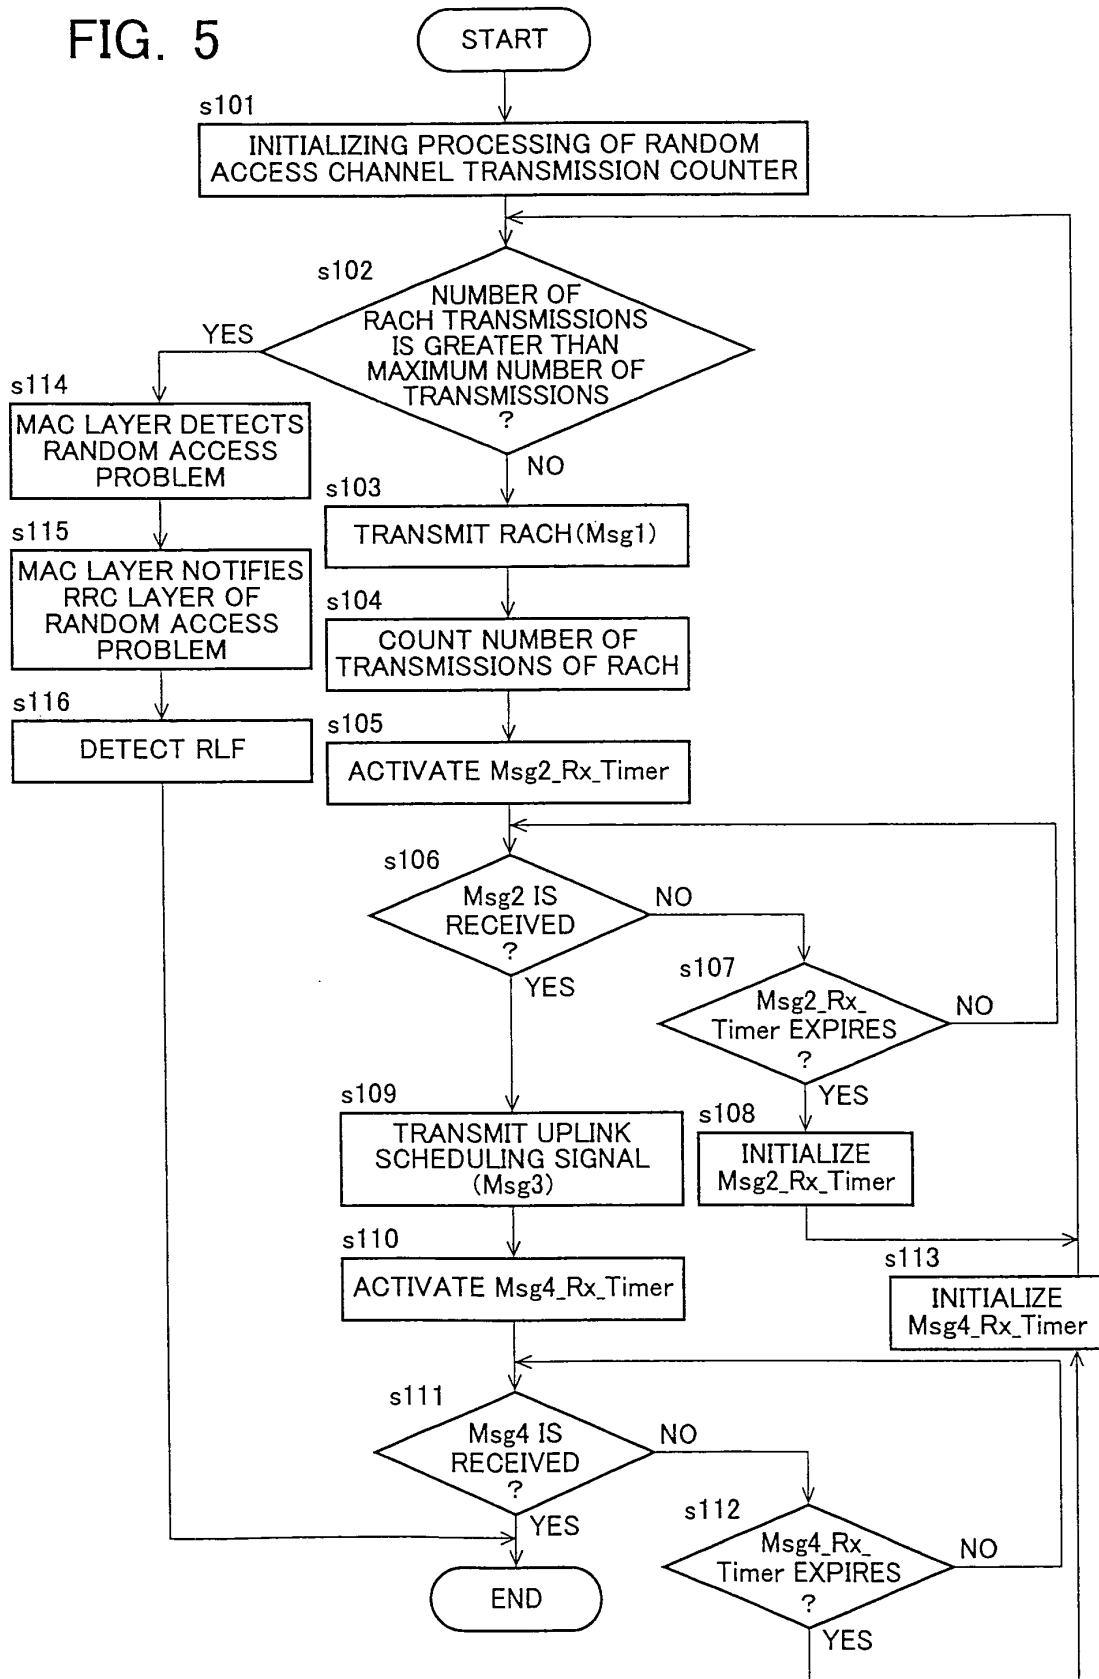 FIG. 5
START
s101
INITIALIZING PROCESSING OF RANDOM
ACCESS CHANNEL TRANSMISSION COUNTER
s102
NUMBER OF
RACH TRANSMISSIONS
IS GREATER THAN
MAXIMUM NUMBER OF
TRANSMISSIONS
?
YES
NO
s114
MAC LAYER DETECTS
RANDOM ACCESS
PROBLEM
s115
MAC LAYER NOTIFIES
RRC LAYER OF
RANDOM ACCESS
PROBLEM
s116
DETECT RLF
s103
TRANSMIT RACH(Msg1)
s104
COUNT NUMBER OF
TRANSMISSIONS OF RACH
s105
ACTIVATE Msg2_Rx_Timer
s106
Msg2 IS
RECEIVED
?
NO
YES
s107
Msg2_Rx_
Timer EXPIRES
?
NO
YES
s108
INITIALIZE
Msg2_Rx_Timer
s109
TRANSMIT UPLINK
SCHEDULING SIGNAL
(Msg3)
s110
ACTIVATE Msg4_Rx_Timer
s113
INITIALIZE
Msg4_Rx_Timer
s111
Msg4 IS
RECEIVED
?
NO
YES
s112
Msg4_Rx_
Timer EXPIRES
?
NO
YES
END